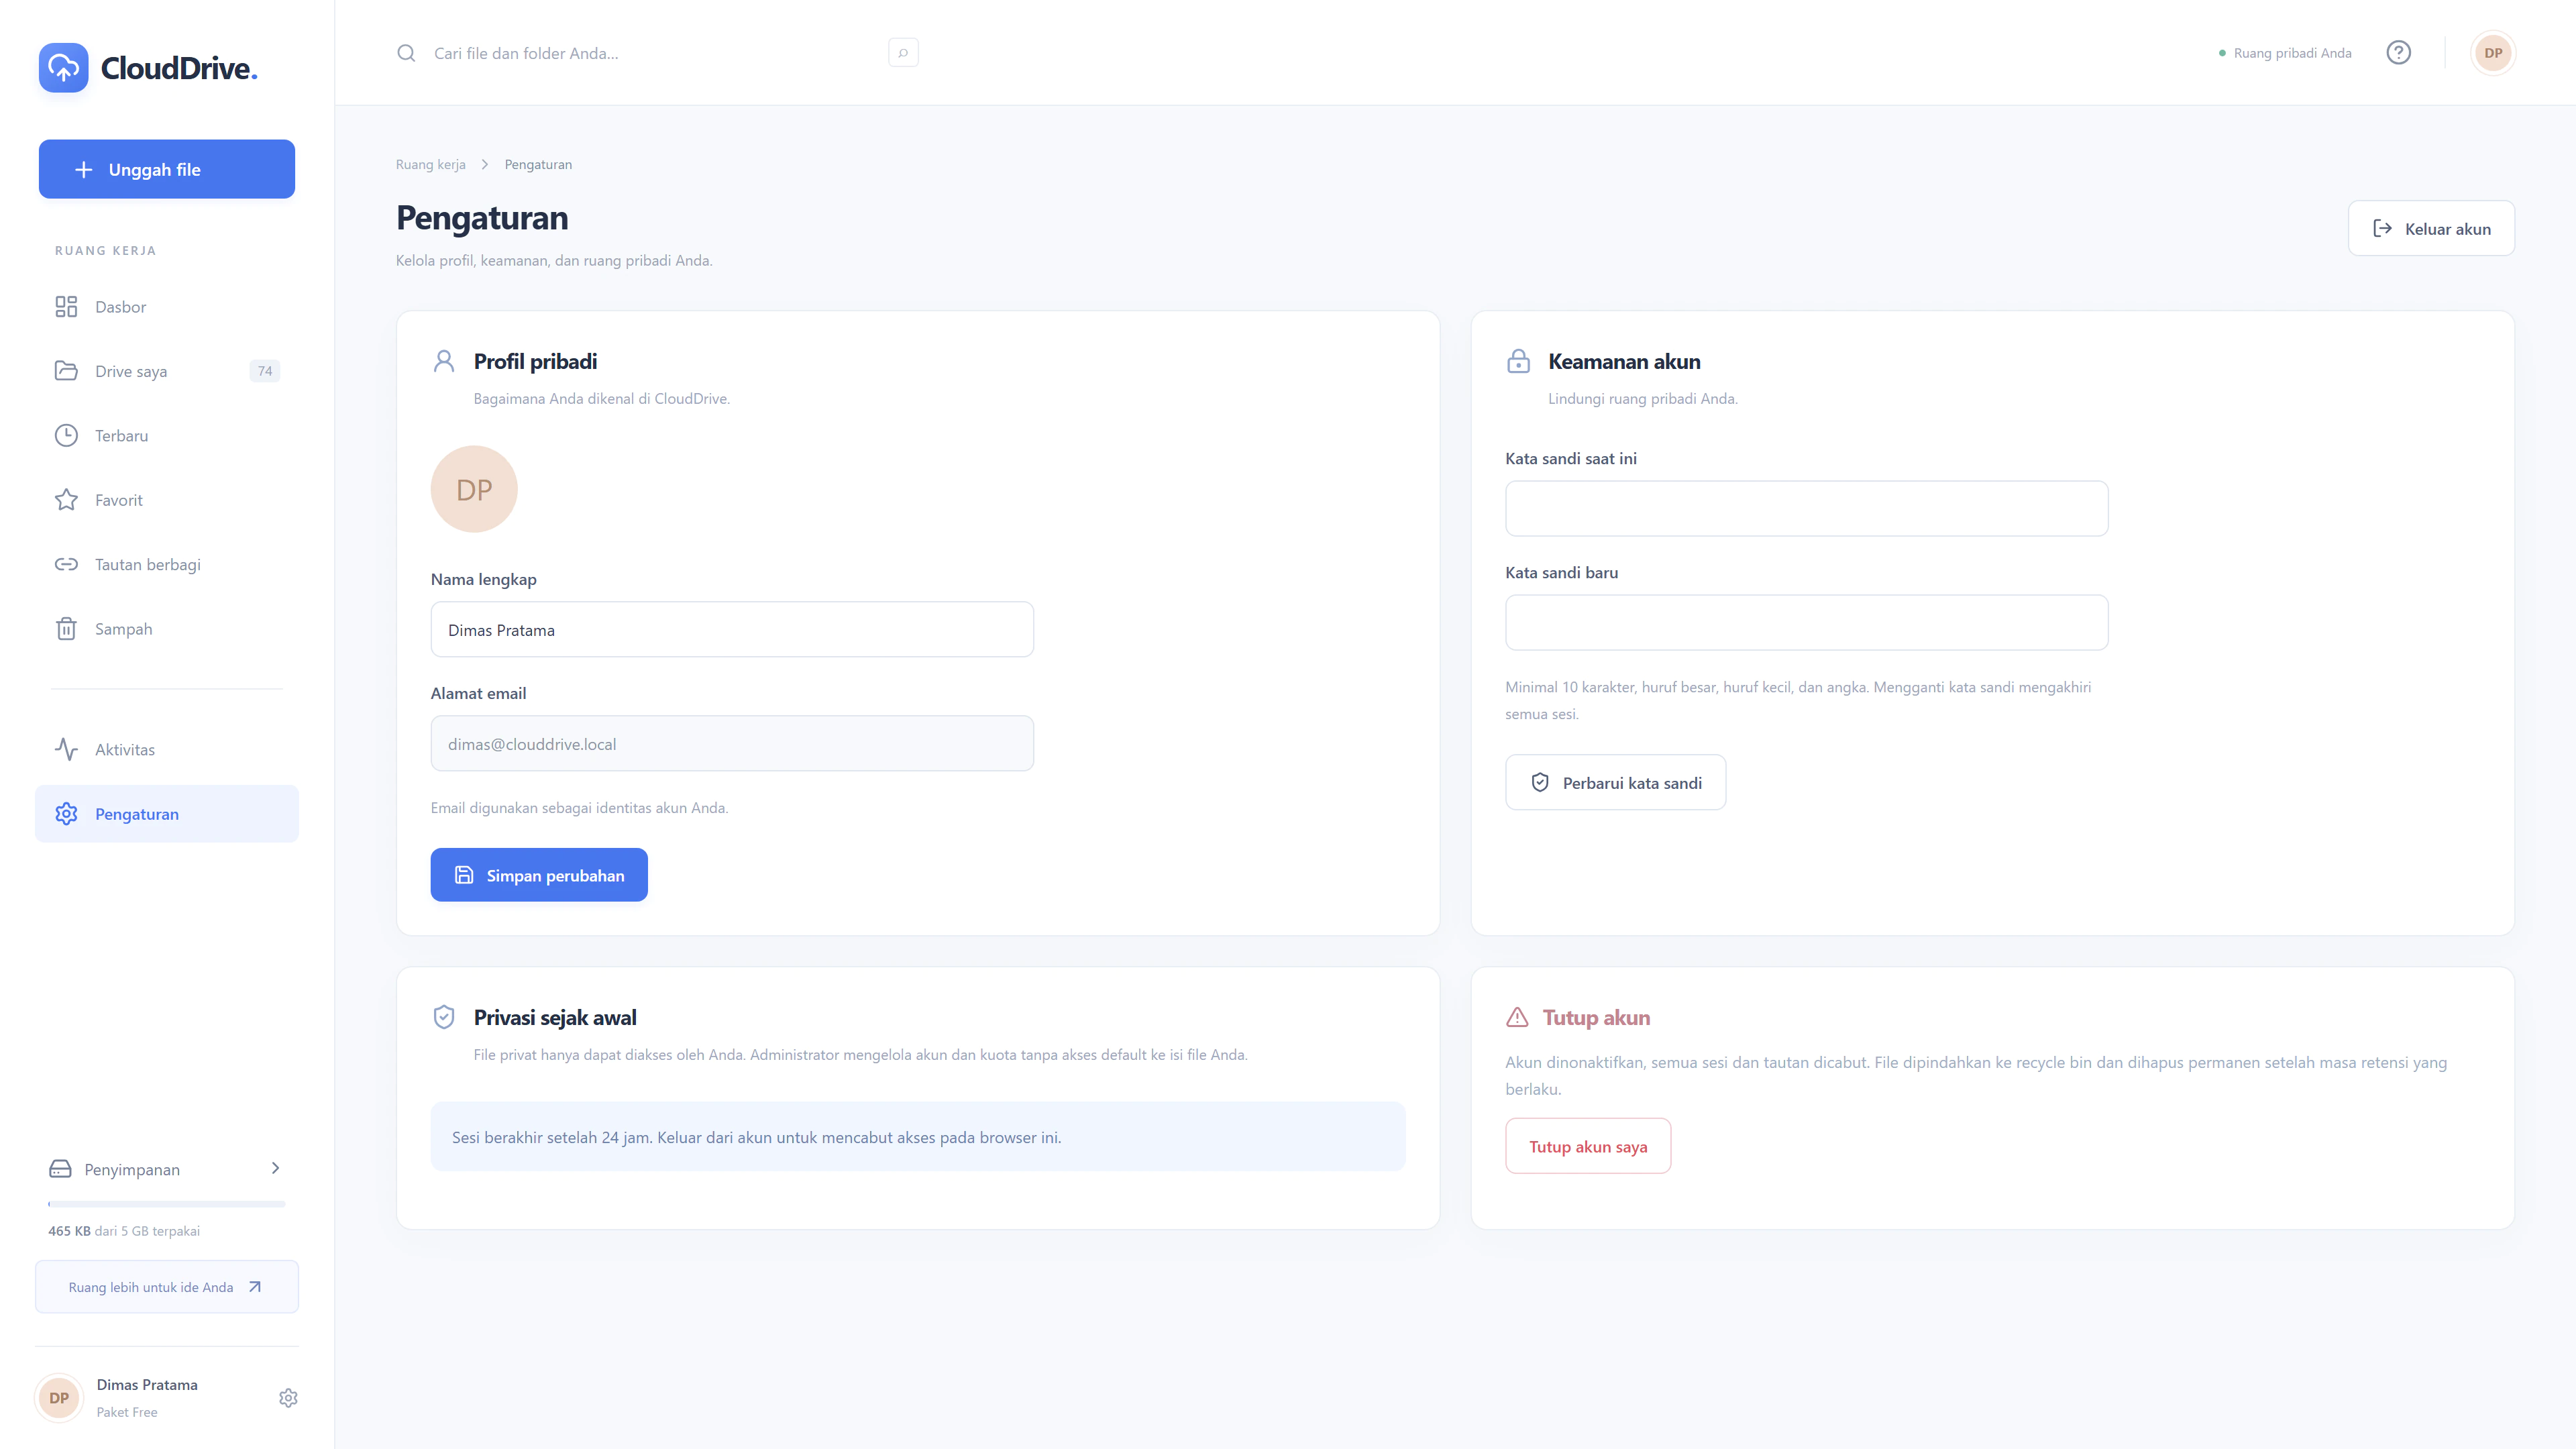 CloudDrive.
Unggah file
RUANG KERJA
Dasbor
Drive saya 74
Terbaru
Favorit
Tautan berbagi
Sampah
Aktivitas
Pengaturan
Penyimpanan
465 KB dari 5 GB terpakai
Ruang lebih untuk ide Anda
DP
Dimas Pratama
Paket Free
Cari file dan folder Anda...
Ruang pribadi Anda
DP
Ruang kerja > Pengaturan
Pengaturan
Kelola profil, keamanan, dan ruang pribadi Anda.
Keluar akun
Profil pribadi
Bagaimana Anda dikenal di CloudDrive.
DP
Nama lengkap
Dimas Pratama
Alamat email
dimas@clouddrive.local
Email digunakan sebagai identitas akun Anda.
Simpan perubahan
Keamanan akun
Lindungi ruang pribadi Anda.
Kata sandi saat ini
Kata sandi baru
Minimal 10 karakter, huruf besar, huruf kecil, dan angka. Mengganti kata sandi mengakhiri
semua sesi.
Perbarui kata sandi
Privasi sejak awal
File privat hanya dapat diakses oleh Anda. Administrator mengelola akun dan kuota tanpa akses default ke isi file Anda.
Sesi berakhir setelah 24 jam. Keluar dari akun untuk mencabut akses pada browser ini.
Tutup akun
Akun dinonaktifkan, semua sesi dan tautan dicabut. File dipindahkan ke recycle bin dan dihapus permanen setelah masa retensi yang
berlaku.
Tutup akun saya